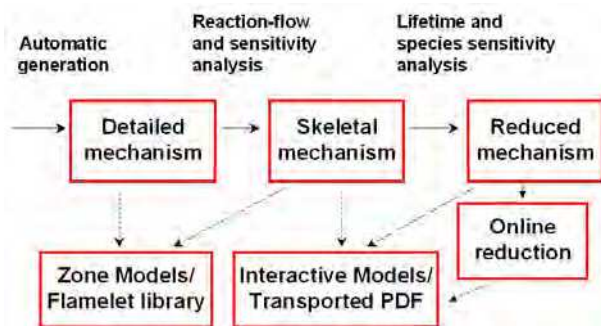 Automatic
generation
Reaction-flow
and sensitivity
analysis
Lifetime and
species sensitivity
analysis
Detailed
mechanism
Skeletal
mechanism
Reduced
mechanism
Online
reduction
Zone Models/
Flamelet library
Interactive Models/
Transported PDF